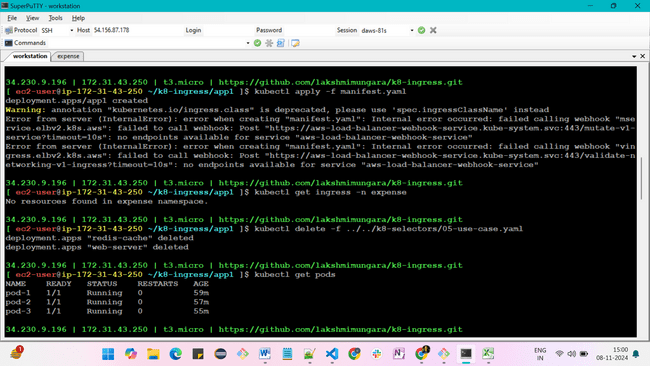 SuperPuTTY - workstation
File View Tools Help
Protocol SSH Host 54.156.87.178 Login Password Session daws-81s
Commands
workstation expense
34.230.9.196 | 172.31.43.250 | t3.micro | https://github.com/lakshmimungara/k8-ingress.git
[ ec2-user@ip-172-31-43-250 ~/k8-ingress/app1 ]$ kubectl apply -f manifest.yaml
deployment.apps/app1 created
Warning: annotation "kubernetes.io/ingress.class" is deprecated, please use 'spec.ingressClassName' instead
Error from server (InternalError): error when creating "manifest.yaml": Internal error occurred: failed calling webhook "mse
rvice.elbv2.k8s.aws": failed to call webhook: Post "https://aws-load-balancer-webhook-service.kube-system.svc:443/mutate-v1-
service?timeout=10s": no endpoints available for service "aws-load-balancer-webhook-service"
Error from server (InternalError): error when creating "manifest.yaml": Internal error occurred: failed calling webhook "vin
gress.elbv2.k8s.aws": failed to call webhook: Post "https://aws-load-balancer-webhook-service.kube-system.svc:443/validate-n
etworking-v1-ingress?timeout=10s": no endpoints available for service "aws-load-balancer-webhook-service"
34.230.9.196 | 172.31.43.250 | t3.micro | https://github.com/lakshmimungara/k8-ingress.git
[ ec2-user@ip-172-31-43-250 ~/k8-ingress/app1 ]$ kubectl get ingress -n expense
No resources found in expense namespace.
34.230.9.196 | 172.31.43.250 | t3.micro | https://github.com/lakshmimungara/k8-ingress.git
[ ec2-user@ip-172-31-43-250 ~/k8-ingress/app1 ]$ kubectl delete -f ../../k8-selectors/05-use-case.yaml
deployment.apps "redis-cache" deleted
deployment.apps "web-server" deleted
34.230.9.196 | 172.31.43.250 | t3.micro | https://github.com/lakshmimungara/k8-ingress.git
[ ec2-user@ip-172-31-43-250 ~/k8-ingress/app1 ]$ kubectl get pods
NAME READY STATUS RESTARTS AGE
pod-1 1/1 Running 0 59m
pod-2 1/1 Running 0 57m
pod-3 1/1 Running 0 55m
34.230.9.196 | 172.31.43.250 | t3.micro | https://github.com/lakshmimungara/k8-ingress.git
ENG
IN
15:00
08-11-2024